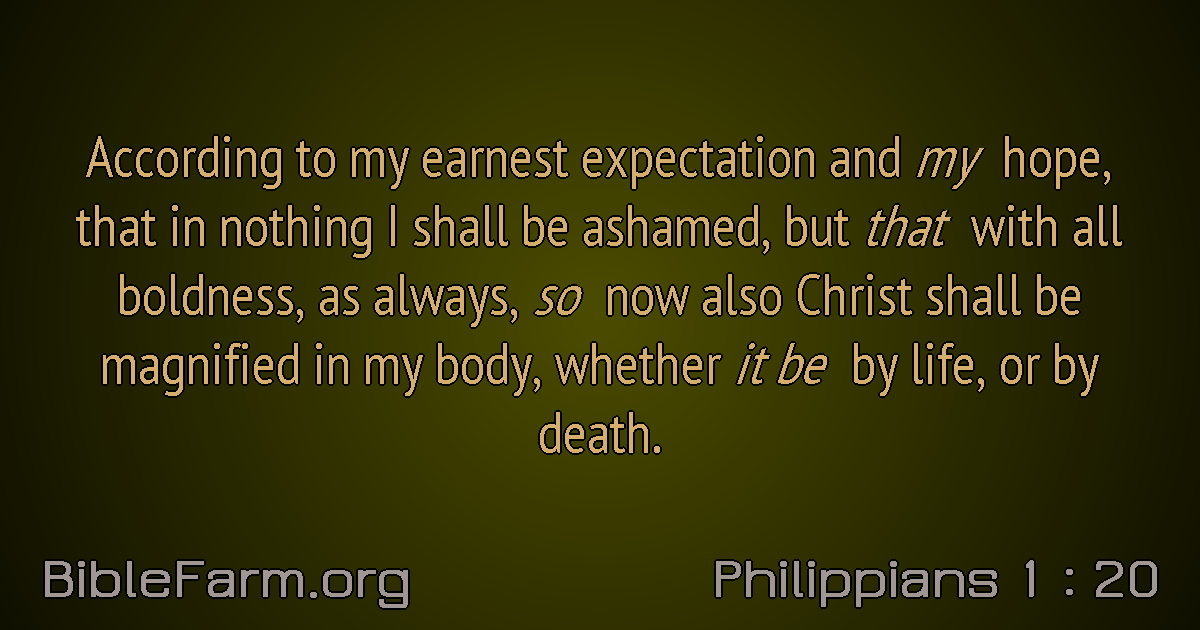 According to my earnest expectation and my hope,
that in nothing I shall be ashamed, but that with all
boldness, as always, so now also Christ shall be
magnified in my body, whether it be by life, or by
death.
BibleFarm.org
Philippians 1 : 20